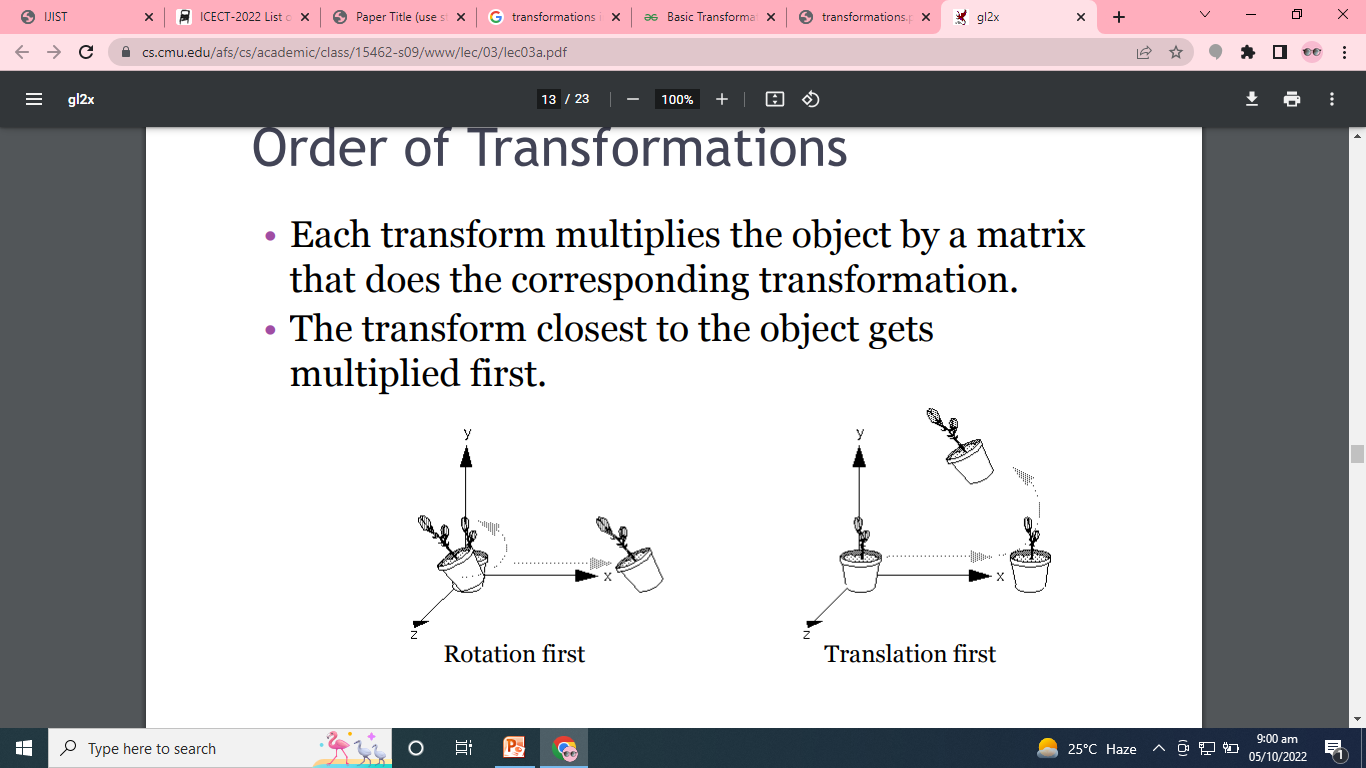 IJIST
ICECT-2022 List o
Paper Title (use s
transformations i
Basic Transforma
transformations.p
gl2x
cs.cmu.edu/afs/cs/academic/class/15462-s09/www/lec/03/lec03a.pdf
gl2x
13 / 23
100%
Order of Transformations
• Each transform multiplies the object by a matrix
that does the corresponding transformation.
• The transform closest to the object gets
multiplied first.
y
x
z
Rotation first
y
x
z
Translation first
Type here to search
25°C Haze
9:00 am
05/10/2022
1